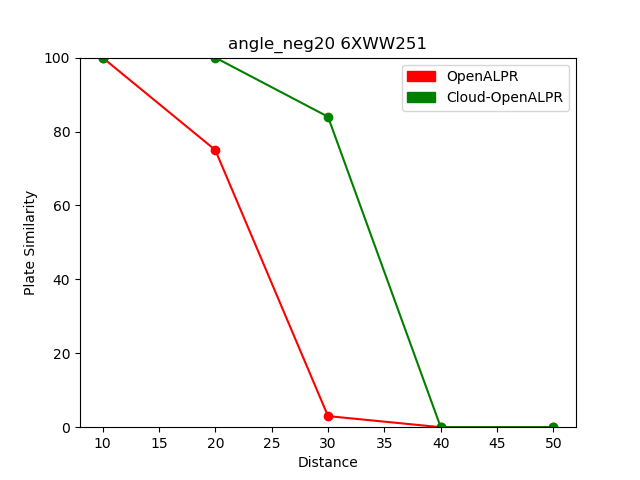 angle_neg20 6XWW251
OpenALPR
Cloud-OpenALPR
Plate Similarity
100
80
60
40
20
0
10 15 20 25 30 35 40 45 50
Distance